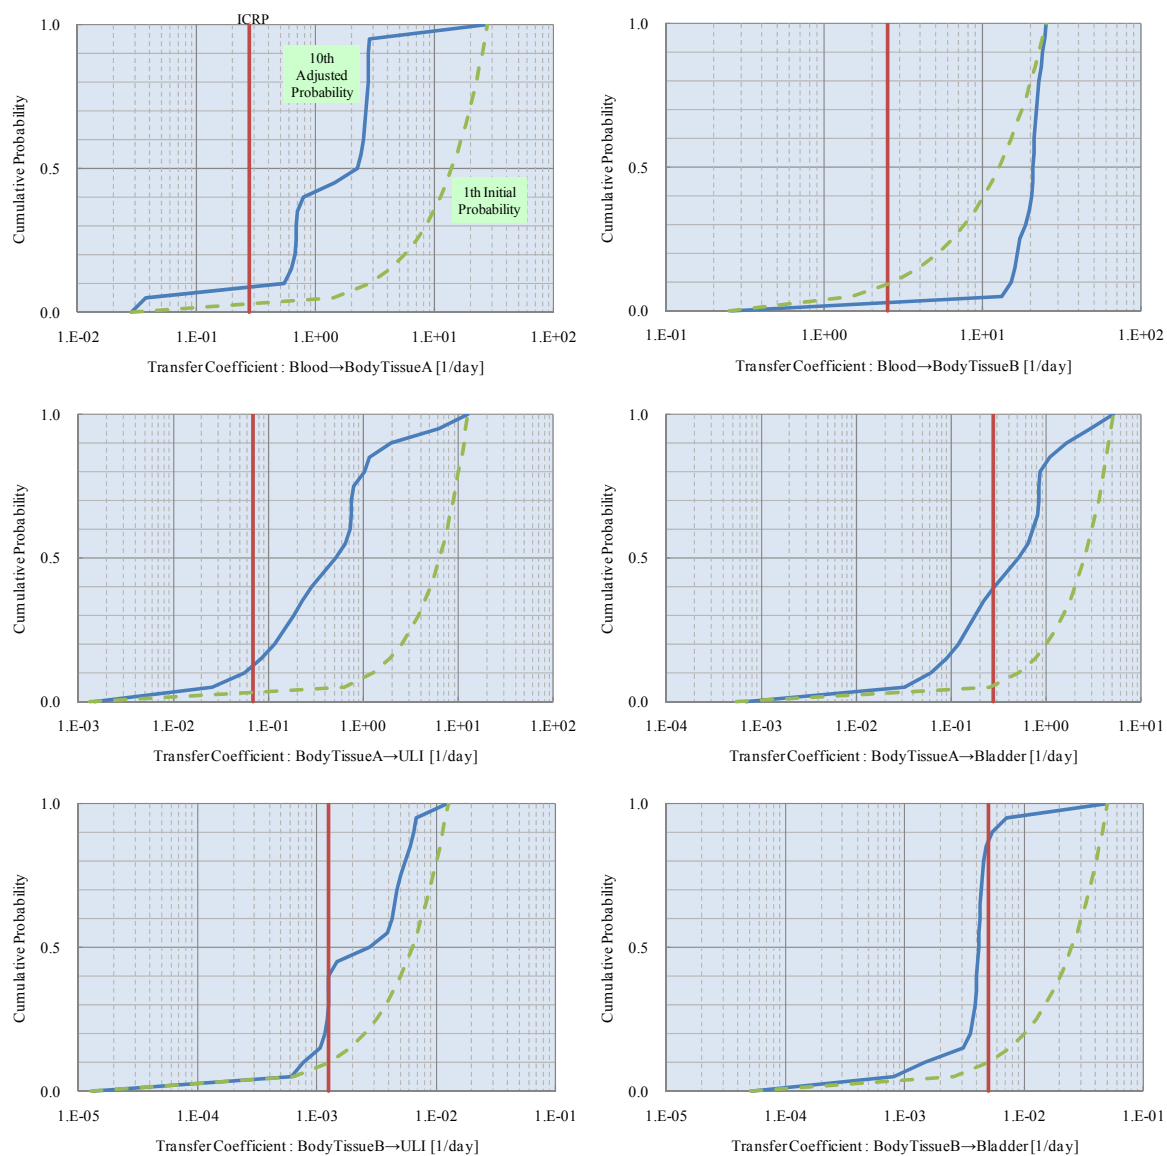 ICRP
1.0
0.5
0.0
Cumulative Probability
10th
Adjusted
Probability
1th Initial
Probability
1.E-02 1.E-01 1.E+00 1.E+01 1.E+02
Transfer Coefficient : Blood→BodyTissueA [1/day]
1.0
0.5
0.0
Cumulative Probability
1.E-01 1.E+00 1.E+01 1.E+02
Transfer Coefficient : Blood→BodyTissueB [1/day]
1.0
0.5
0.0
Cumulative Probability
1.E-03 1.E-02 1.E-01 1.E+00 1.E+01 1.E+02
Transfer Coefficient : BodyTissueA→ULI [1/day]
1.0
0.5
0.0
Cumulative Probability
1.E-04 1.E-03 1.E-02 1.E-01 1.E+00 1.E+01
Transfer Coefficient : BodyTissueA→Bladder [1/day]
1.0
0.5
0.0
Cumulative Probability
1.E-05 1.E-04 1.E-03 1.E-02 1.E-01
Transfer Coefficient : BodyTissueB→ULI [1/day]
1.0
0.5
0.0
Cumulative Probability
1.E-05 1.E-04 1.E-03 1.E-02 1.E-01
Transfer Coefficient : BodyTissueB→Bladder [1/day]